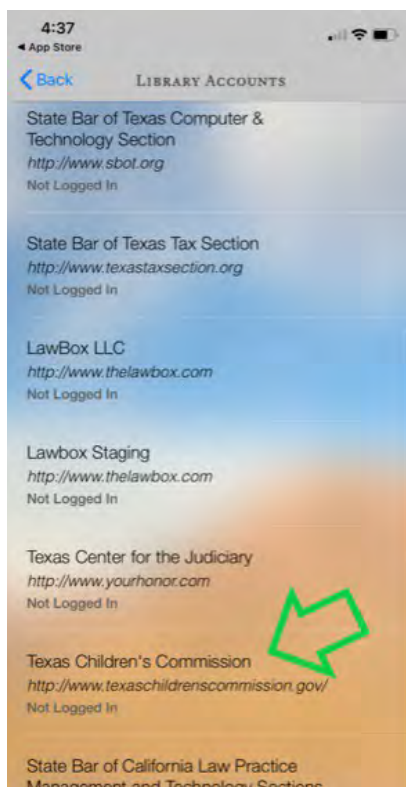 4:37
◀ App Store
Back
LIBRARY ACCOUNTS
State Bar of Texas Computer &
Technology Section
http://www.sbot.org
Not Logged In
State Bar of Texas Tax Section
http://www.texastaxsection.org
Not Logged In
LawBox LLC
http://www.thelawbox.com
Not Logged In
Lawbox Staging
http://www.thelawbox.com
Not Logged In
Texas Center for the Judiciary
http://www.yourhonor.com
Not Logged In
Texas Children's Commission
http://www.texaschildrenscommission.gov/
Not Logged In
State Bar of California Law Practice
Management and Technology Sections